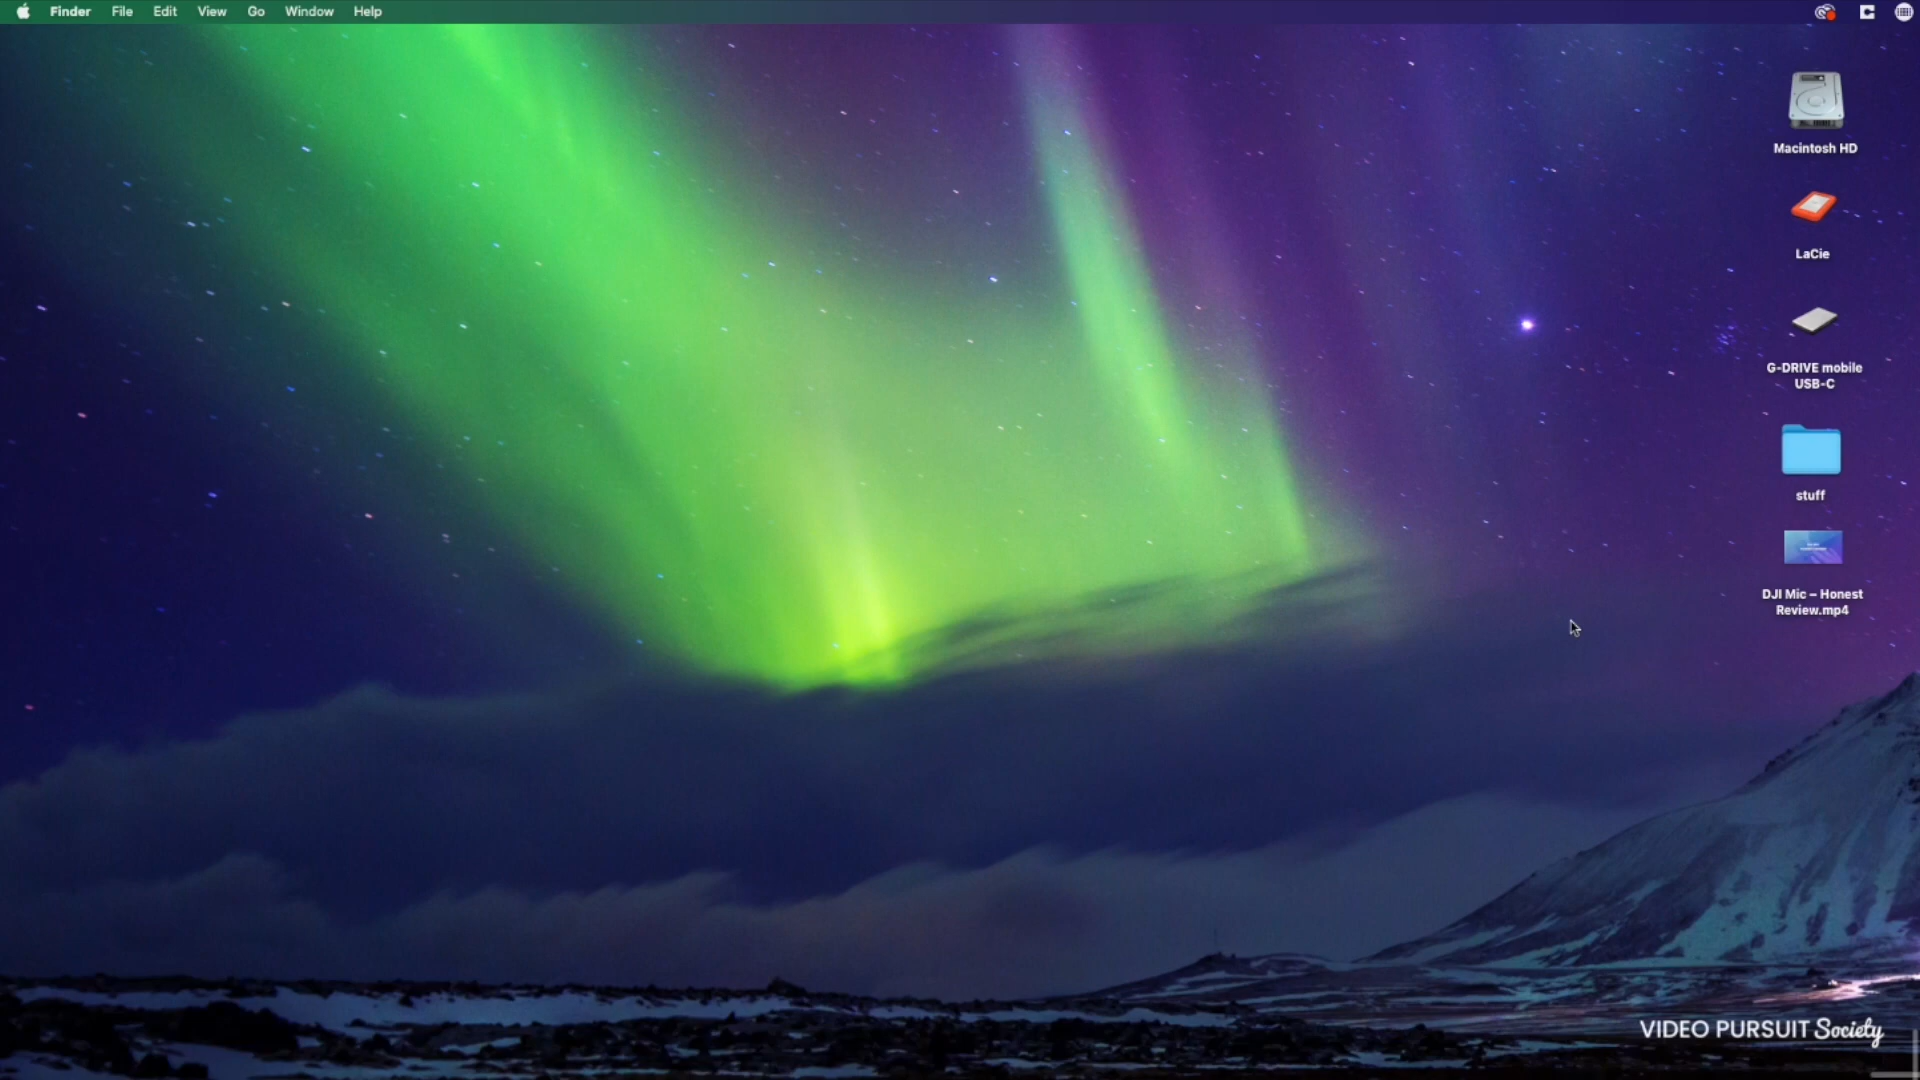 Finder File Edit View Go Window Help
Macintosh HD
LaCie
G-DRIVE mobile
USB-C
stuff
DJI Mic – Honest
Review.mp4
VIDEO PURSUIT Society